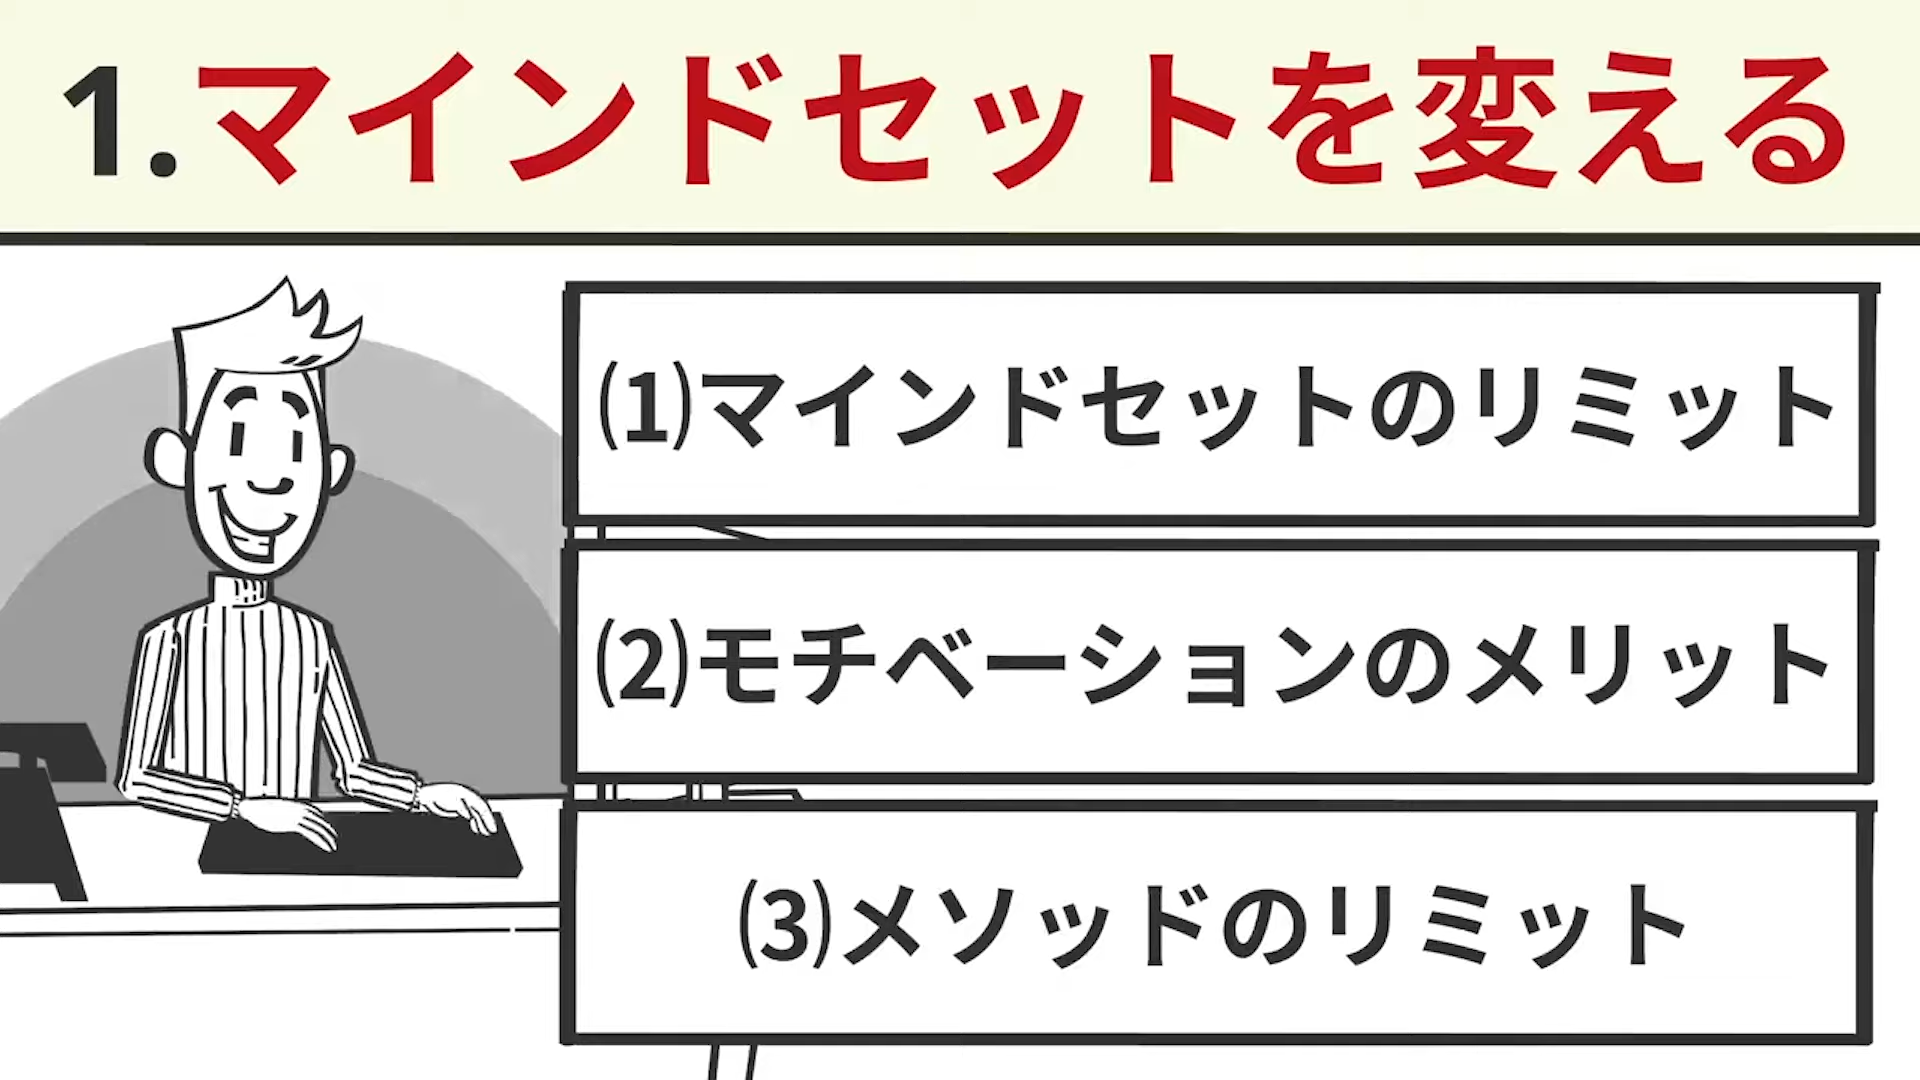 1.マインドセットを変える
(1)マインドセットのリミット
(2)モチベーションのメリット
(3)メソッドのリミット